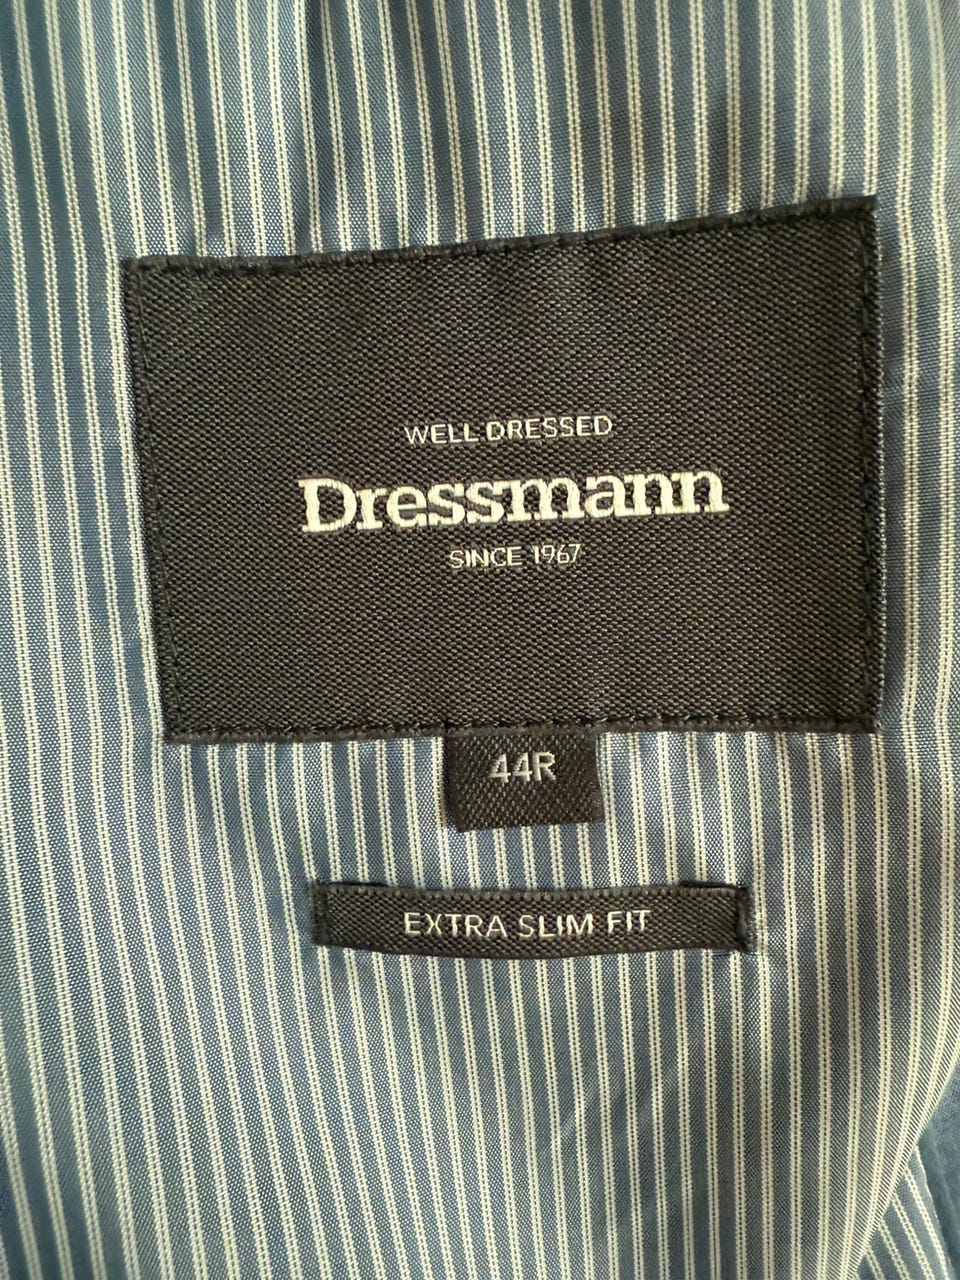 WELL DRESSED
Dressmann
SINCE 1967
44R
EXTRA SLIM FIT